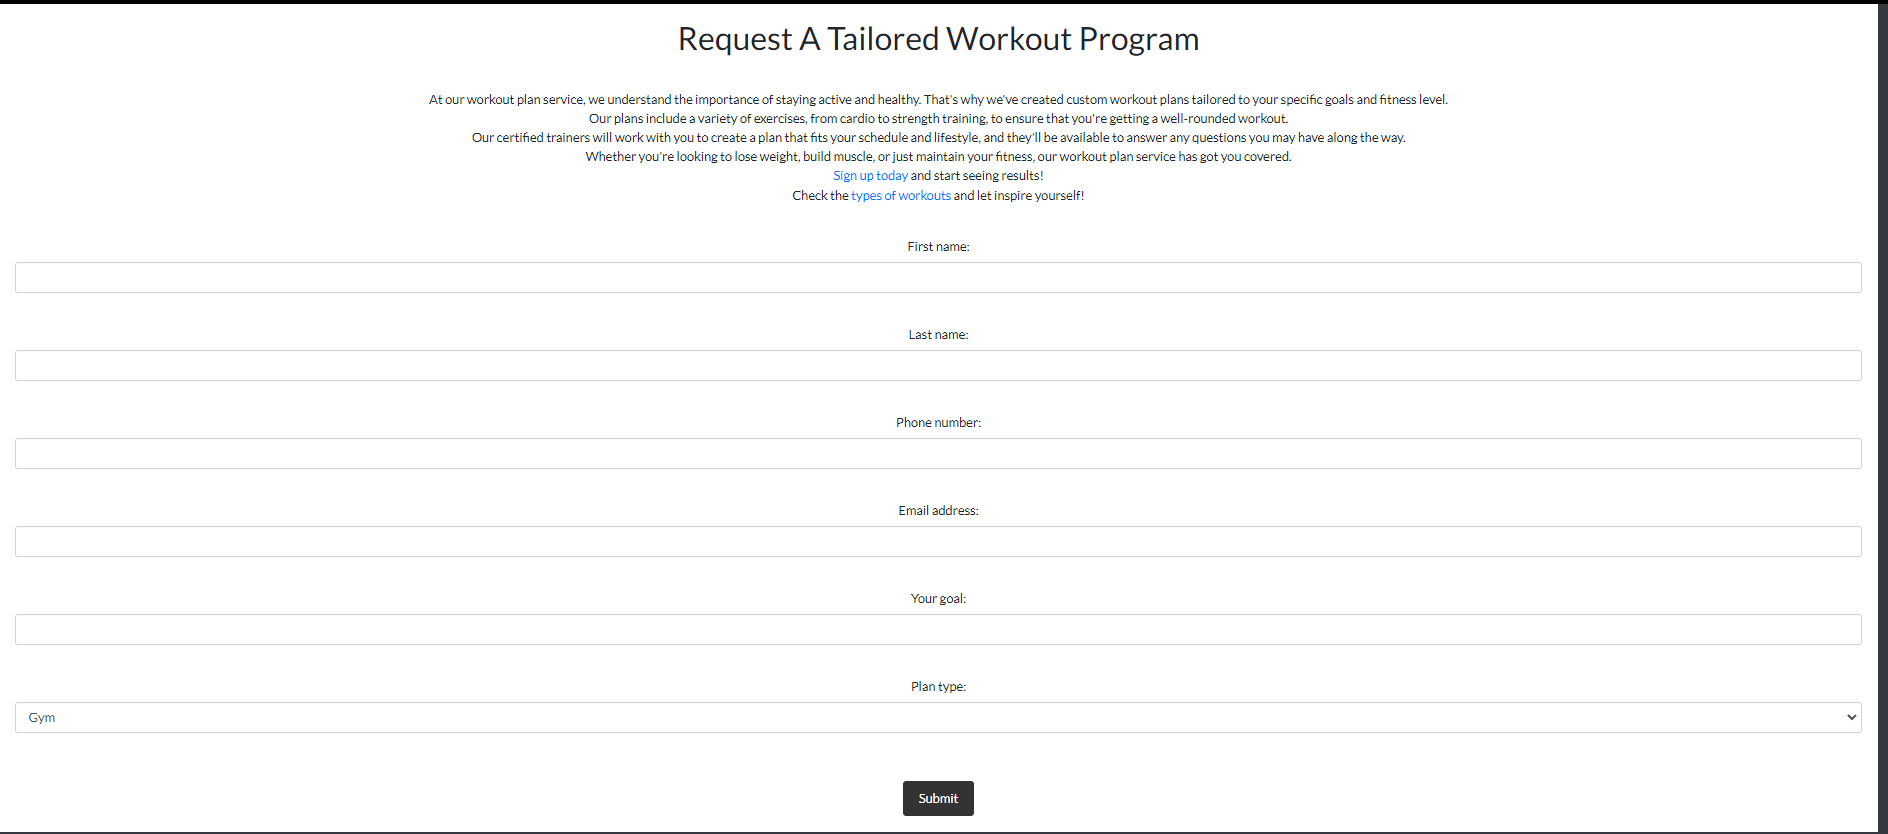 Request A Tailored Workout Program
At our workout plan service, we understand the importance of staying active and healthy. That's why we've created custom workout plans tailored to your specific goals and fitness level.
Our plans include a variety of exercises, from cardio to strength training, to ensure that you're getting a well-rounded workout.
Our certified trainers will work with you to create a plan that fits your schedule and lifestyle, and they'll be available to answer any questions you may have along the way.
Whether you're looking to lose weight, build muscle, or just maintain your fitness, our workout plan service has got you covered.
Sign up today and start seeing results!
Check the types of workouts and let inspire yourself!
First name:
Last name:
Phone number:
Email address:
Your goal:
Plan type:
Gym
Submit